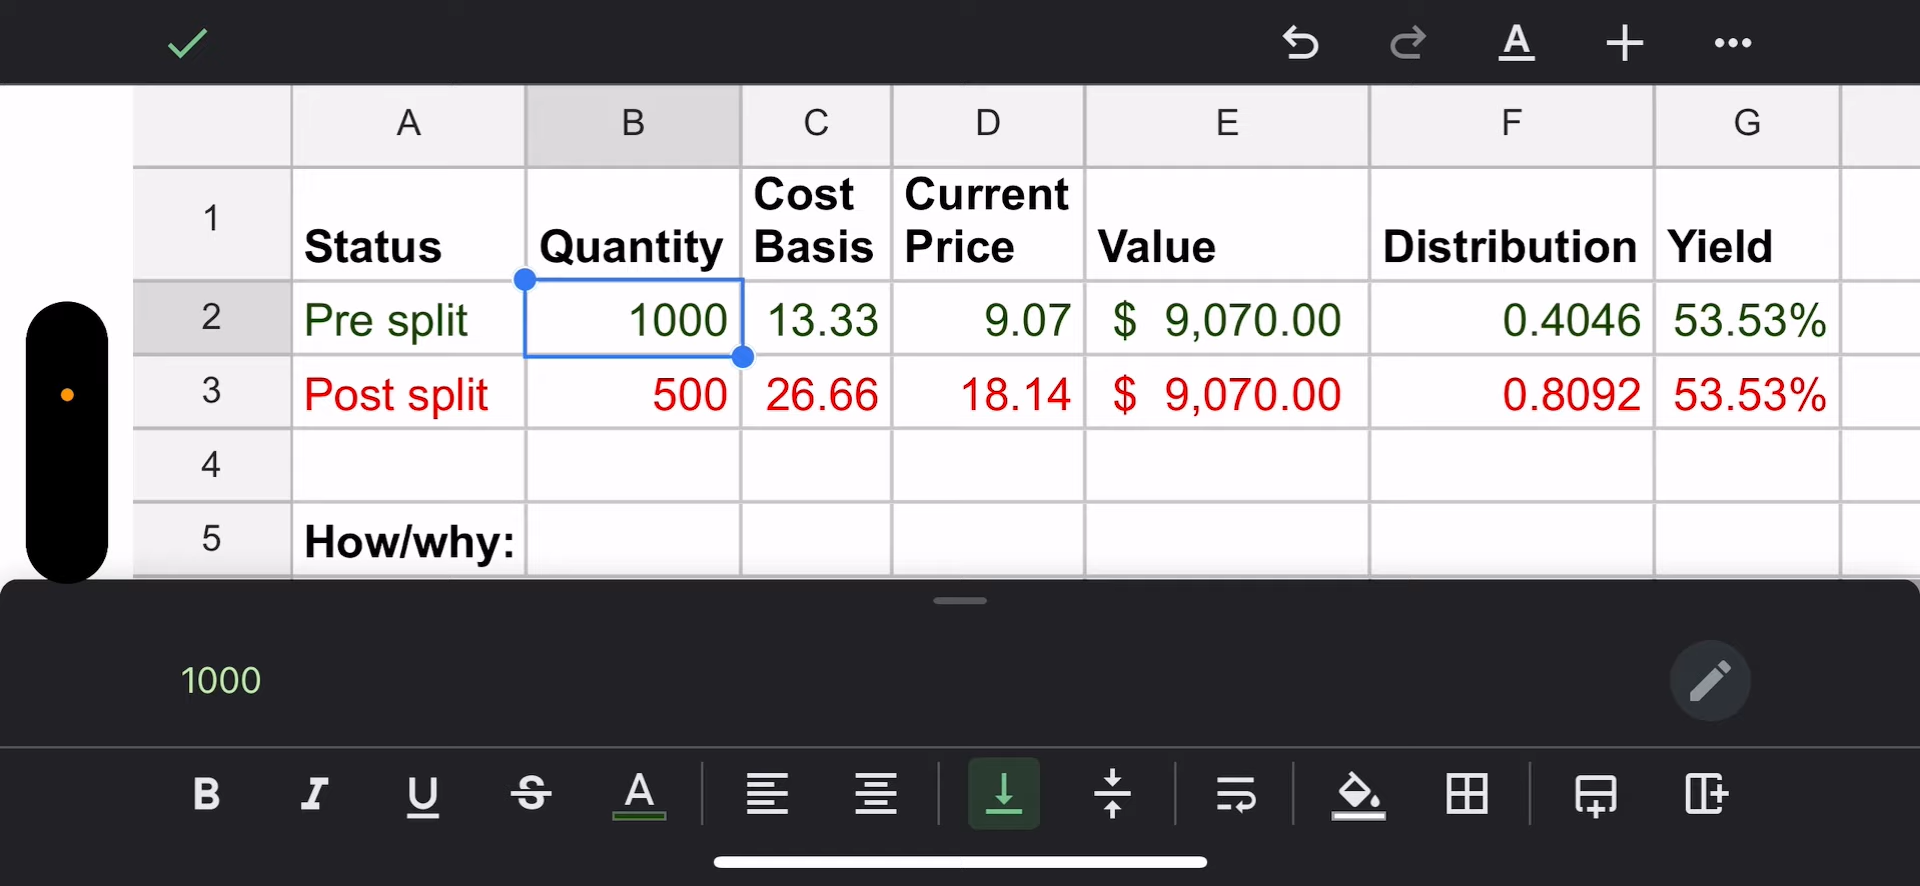 A B C D E F G
1 Status Quantity Cost Basis Current Price Value Distribution Yield
2 Pre split 1000 13.33 9.07 $ 9,070.00 0.4046 53.53%
3 Post split 500 26.66 18.14 $ 9,070.00 0.8092 53.53%
4
5 How/why:
1000
B I U S A